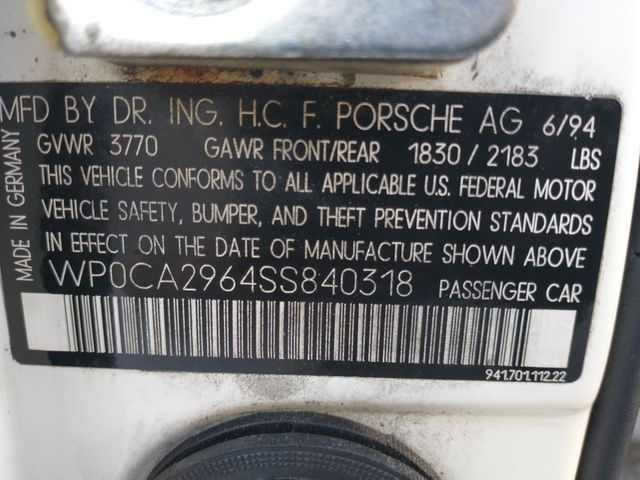 MFD BY DR. ING. H.C. F. PORSCHE AG 6/94
GVWR 3770 GAWR FRONT/REAR 1830 / 2183 LBS
THIS VEHICLE CONFORMS TO ALL APPLICABLE U.S. FEDERAL MOTOR
VEHICLE SAFETY, BUMPER, AND THEFT PREVENTION STANDARDS
IN EFFECT ON THE DATE OF MANUFACTURE SHOWN ABOVE
WP0CA2964SS840318 PASSENGER CAR
941.701.112.22
MADE IN GERMANY